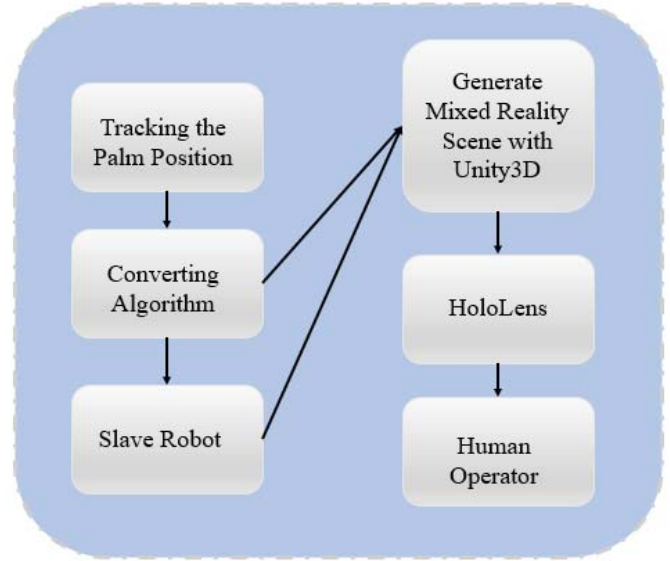 Tracking the
Palm Position
Converting
Algorithm
Slave Robot
Generate
Mixed Reality
Scene with
Unity3D
HoloLens
Human
Operator